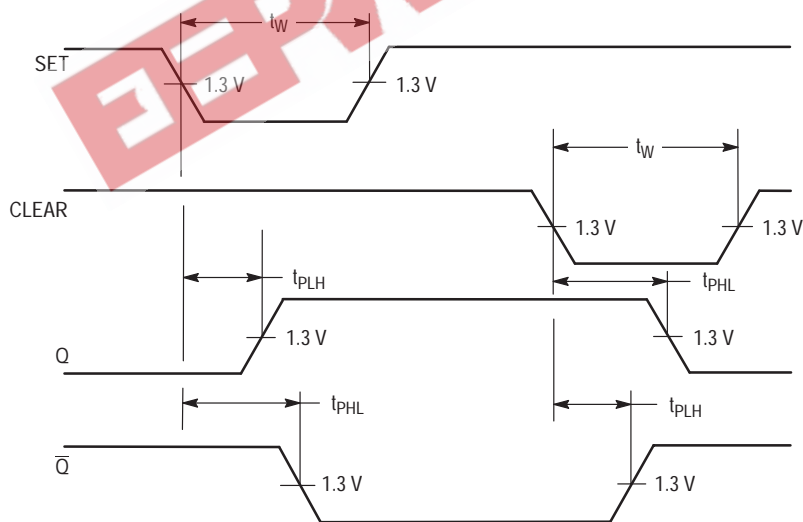 tW
SET
1.3 V
1.3 V
tW
CLEAR
1.3 V
1.3 V
tPLH
tPHL
1.3 V
1.3 V
Q
tPHL
tPLH
Q̅
1.3 V
1.3 V